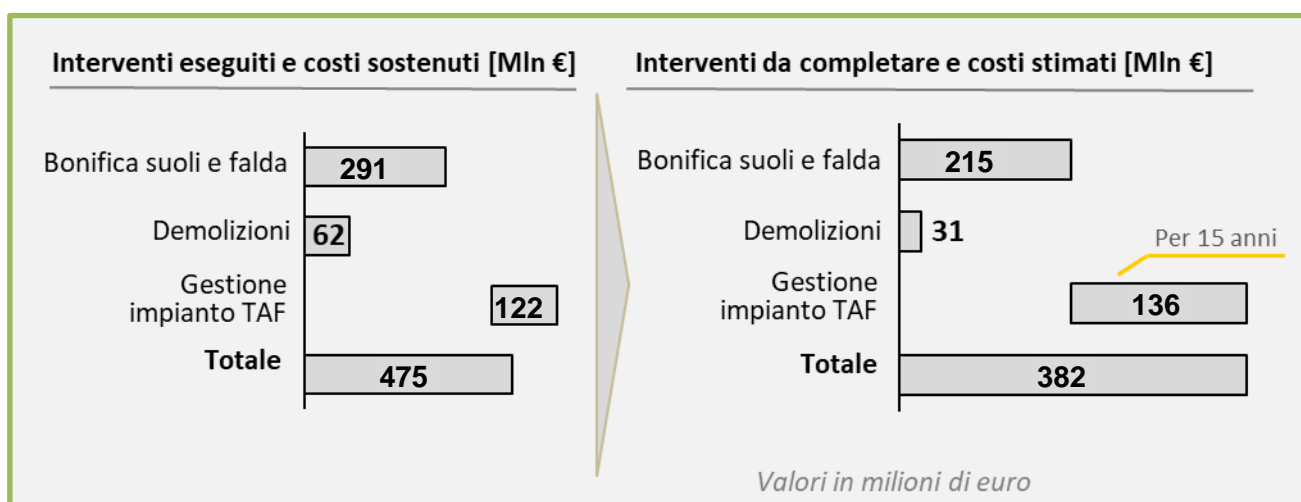 Interventi eseguiti e costi sostenuti [Mln €]
Bonifica suoli e falda
291
Demolizioni
62
Gestione
impianto TAF
122
Totale
475
Interventi da completare e costi stimati [Mln €]
Bonifica suoli e falda
215
Demolizioni
31
Per 15 anni
Gestione
impianto TAF
136
Totale
382
Valori in milioni di euro